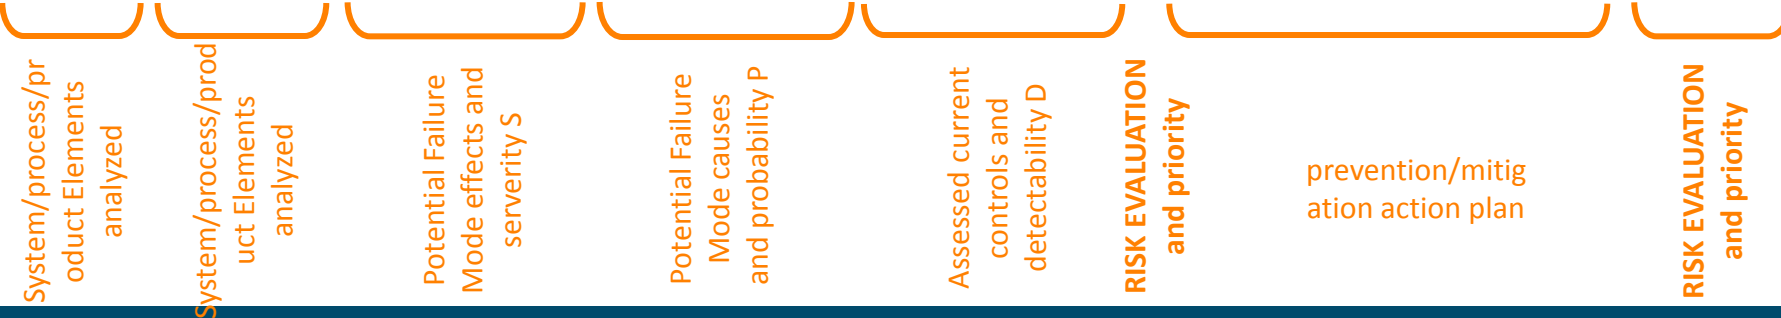 System/process/pr
oduct Elements
analyzed
System/process/prod
uct Elements
analyzed
Potential Failure
Mode effects and
serverity S
Potential Failure
Mode causes
and probability P
Assessed current
controls and
detectability D
RISK EVALUATION
and priority
prevention/mitig
ation action plan
RISK EVALUATION
and priority